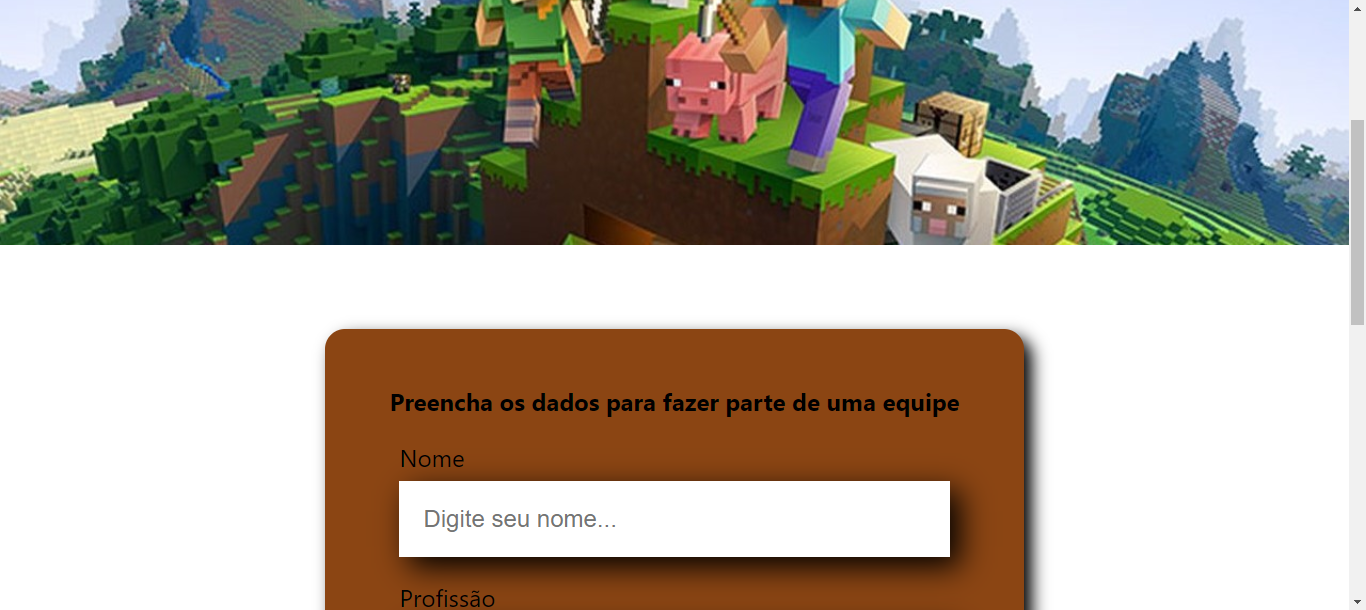 Preencha os dados para fazer parte de uma equipe
Nome
Digite seu nome...
Profissão